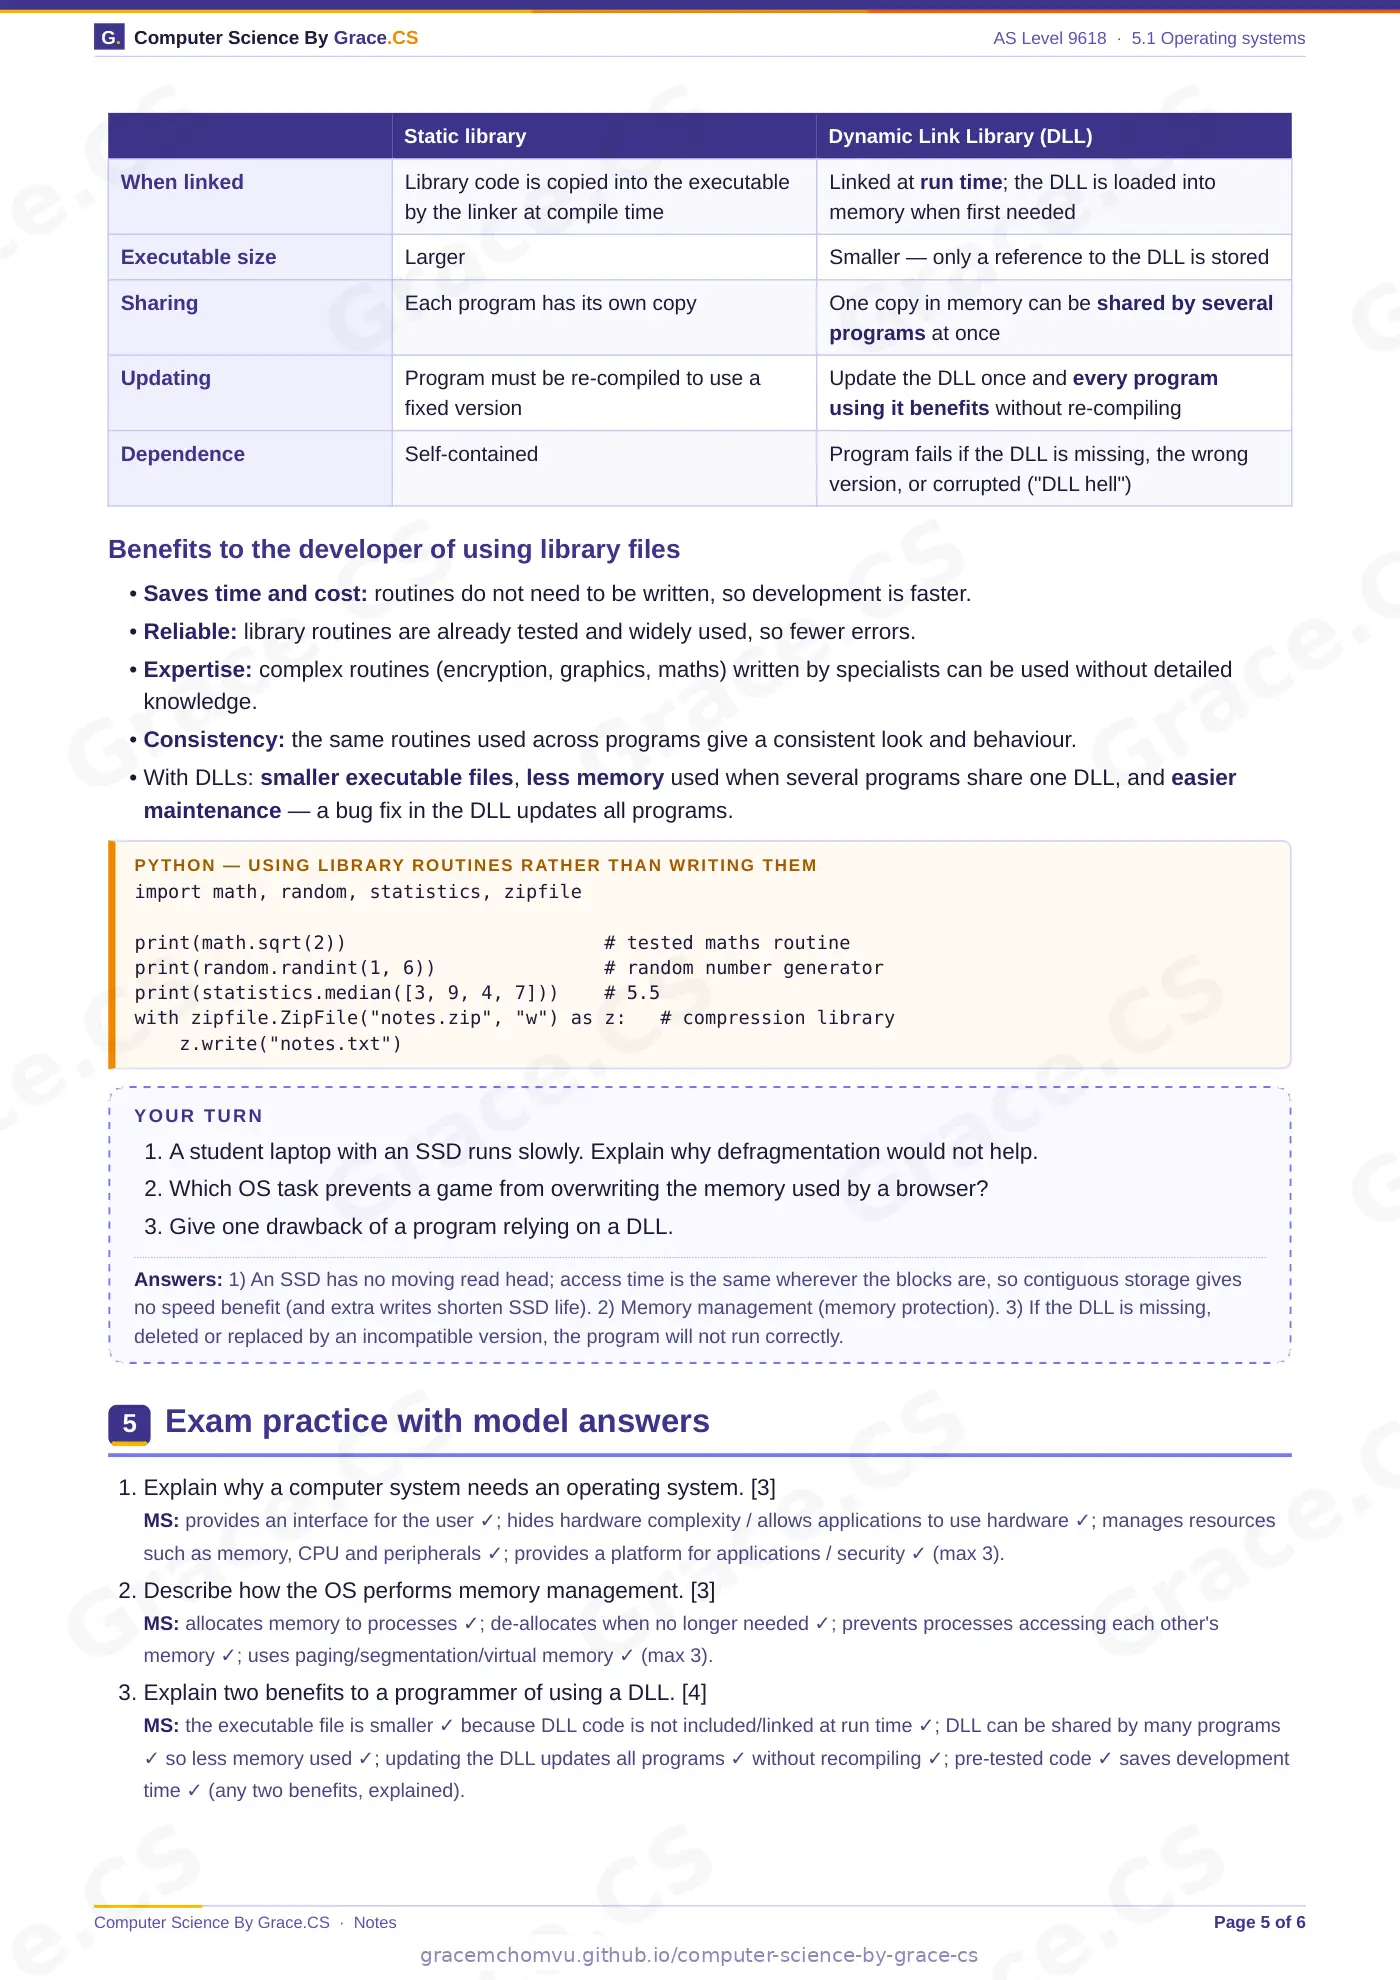 G. Computer Science By Grace.CS
AS Level 9618 · 5.1 Operating systems
Static library
Dynamic Link Library (DLL)
When linked
Library code is copied into the executable
by the linker at compile time
Linked at run time; the DLL is loaded into
memory when first needed
Executable size
Larger
Smaller — only a reference to the DLL is stored
Sharing
Each program has its own copy
One copy in memory can be shared by several
programs at once
Updating
Program must be re-compiled to use a
fixed version
Update the DLL once and every program
using it benefits without re-compiling
Dependence
Self-contained
Program fails if the DLL is missing, the wrong
version, or corrupted ("DLL hell")
Benefits to the developer of using library files
• Saves time and cost: routines do not need to be written, so development is faster.
• Reliable: library routines are already tested and widely used, so fewer errors.
• Expertise: complex routines (encryption, graphics, maths) written by specialists can be used without detailed
knowledge.
• Consistency: the same routines used across programs give a consistent look and behaviour.
• With DLLs: smaller executable files, less memory used when several programs share one DLL, and easier
maintenance — a bug fix in the DLL updates all programs.
PYTHON — USING LIBRARY ROUTINES RATHER THAN WRITING THEM
import math, random, statistics, zipfile
print(math.sqrt(2)) # tested maths routine
print(random.randint(1, 6)) # random number generator
print(statistics.median([3, 9, 4, 7])) # 5.5
with zipfile.ZipFile("notes.zip", "w") as z: # compression library
z.write("notes.txt")
YOUR TURN
1. A student laptop with an SSD runs slowly. Explain why defragmentation would not help.
2. Which OS task prevents a game from overwriting the memory used by a browser?
3. Give one drawback of a program relying on a DLL.
Answers: 1) An SSD has no moving read head; access time is the same wherever the blocks are, so contiguous storage gives
no speed benefit (and extra writes shorten SSD life). 2) Memory management (memory protection). 3) If the DLL is missing,
deleted or replaced by an incompatible version, the program will not run correctly.
5 Exam practice with model answers
1. Explain why a computer system needs an operating system. [3]
MS: provides an interface for the user ✓; hides hardware complexity / allows applications to use hardware ✓; manages resources
such as memory, CPU and peripherals ✓; provides a platform for applications / security ✓ (max 3).
2. Describe how the OS performs memory management. [3]
MS: allocates memory to processes ✓; de-allocates when no longer needed ✓; prevents processes accessing each other's
memory ✓; uses paging/segmentation/virtual memory ✓ (max 3).
3. Explain two benefits to a programmer of using a DLL. [4]
MS: the executable file is smaller ✓ because DLL code is not included/linked at run time ✓; DLL can be shared by many programs
✓ so less memory used ✓; updating the DLL updates all programs ✓ without recompiling ✓; pre-tested code ✓ saves development
time ✓ (any two benefits, explained).
Computer Science By Grace.CS · Notes
Page 5 of 6
gracemchomvu.github.io/computer-science-by-grace-cs